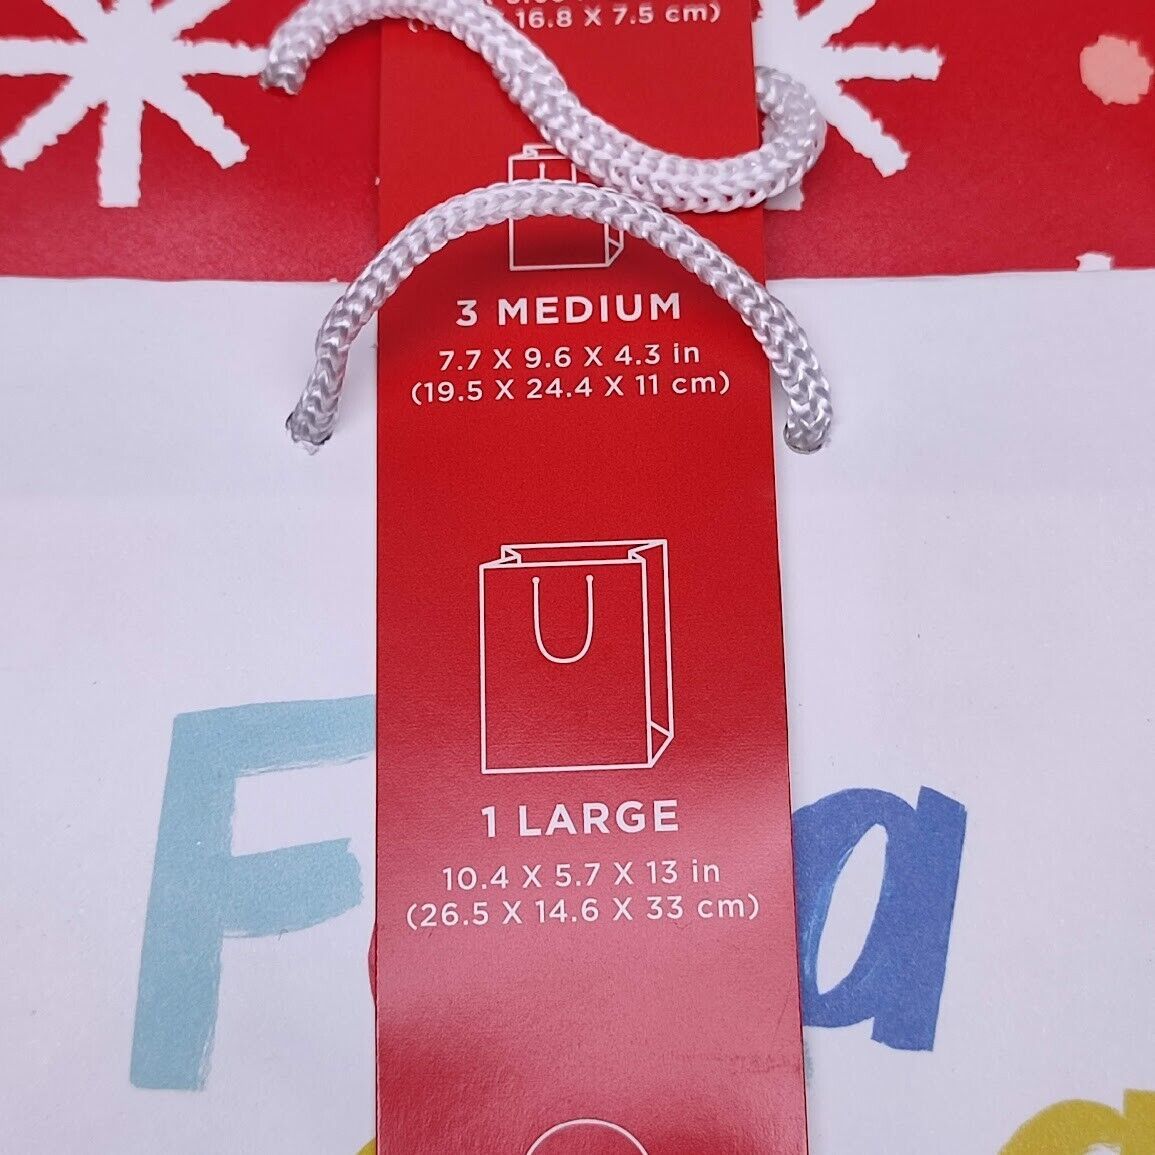 16.8 X 7.5 cm)
3 MEDIUM
7.7 X 9.6 X 4.3 in
(19.5 X 24.4 X 11 cm)
1 LARGE
10.4 X 5.7 X 13 in
(26.5 X 14.6 X 33 cm)
F a